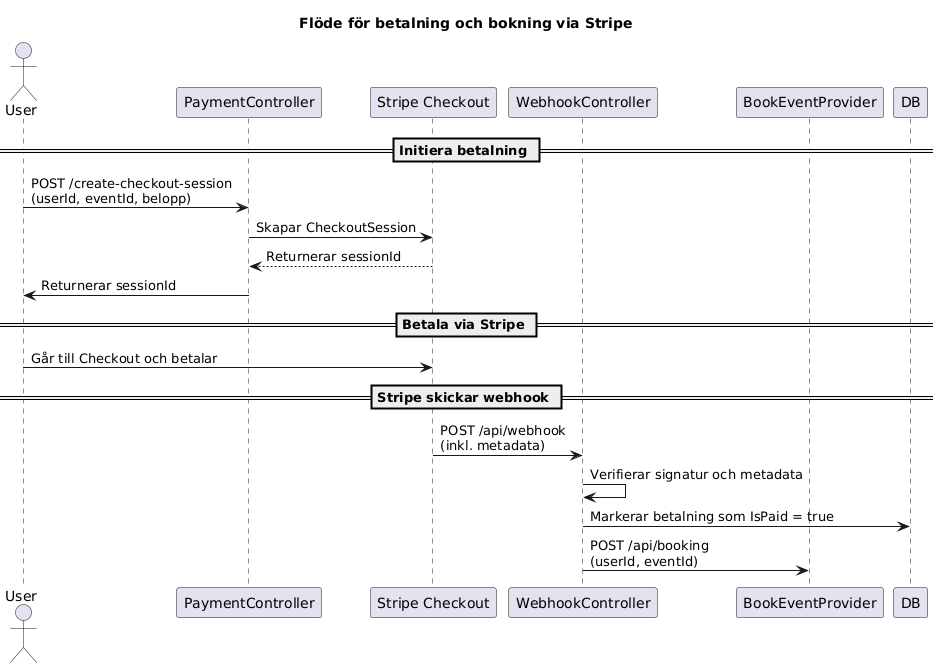 Flöde för betalning och bokning via Stripe
User
PaymentController
Stripe Checkout
WebhookController
BookEventProvider
DB
Initiera betalning
POST /create-checkout-session
(userId, eventId, belopp)
Skapar CheckoutSession
Returnerar sessionId
Returnerar sessionId
Betala via Stripe
Går till Checkout och betalar
Stripe skickar webhook
POST /api/webhook
(inkl. metadata)
Verifierar signatur och metadata
Markerar betalning som IsPaid = true
POST /api/booking
(userId, eventId)
User
PaymentController
Stripe Checkout
WebhookController
BookEventProvider
DB